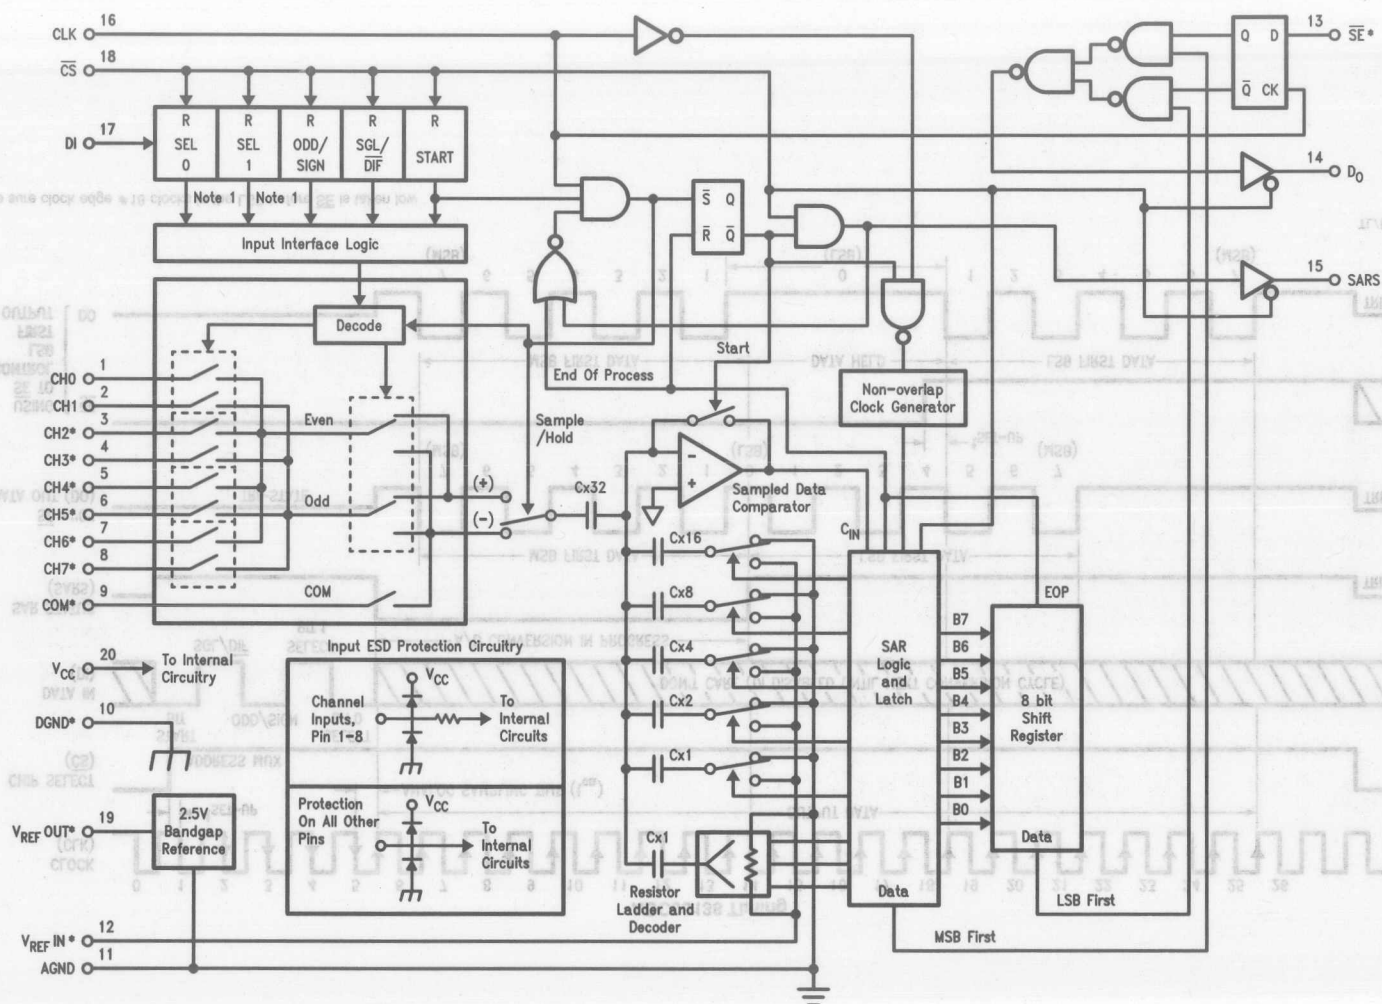 CLK 16
CS 18
DI 17
R R R R R
SEL 0
SEL 1
ODD/ SIGN
SGL/ DIF
START
Note 1 Note 1
Input Interface Logic
Decode
CH0 1
CH1 2
CH2* 3
CH3* 4
CH4* 5
CH5* 6
CH6* 7
CH7* 8
COM* 9
Even
Odd
COM
VCC 20
To Internal
Circuitry
DGND* 10
VREF OUT* 19
2.5V
Bandgap
Reference
VREF IN* 12
AGND 11
Input ESD Protection Circuitry
VCC
Channel
Inputs,
Pin 1-8
To
Internal
Circuits
Protection
On All Other
Pins
VCC
To
Internal
Circuits
S Q
R Q
Start
End Of Process
Sample
/Hold
(+)
(-)
-
+
Sampled Data
Comparator
Cx32
Cx16
Cx8
Cx4
Cx2
Cx1
Cx1
Resistor
Ladder and
Decoder
Non-overlap
Clock Generator
CIN
SAR
Logic
and
Latch
Data
B7
B6
B5
B4
B3
B2
B1
B0
EOP
8 bit
Shift
Register
Data
LSB First
MSB First
Q D
Q CK
13 SE*
14 D0
15 SARS